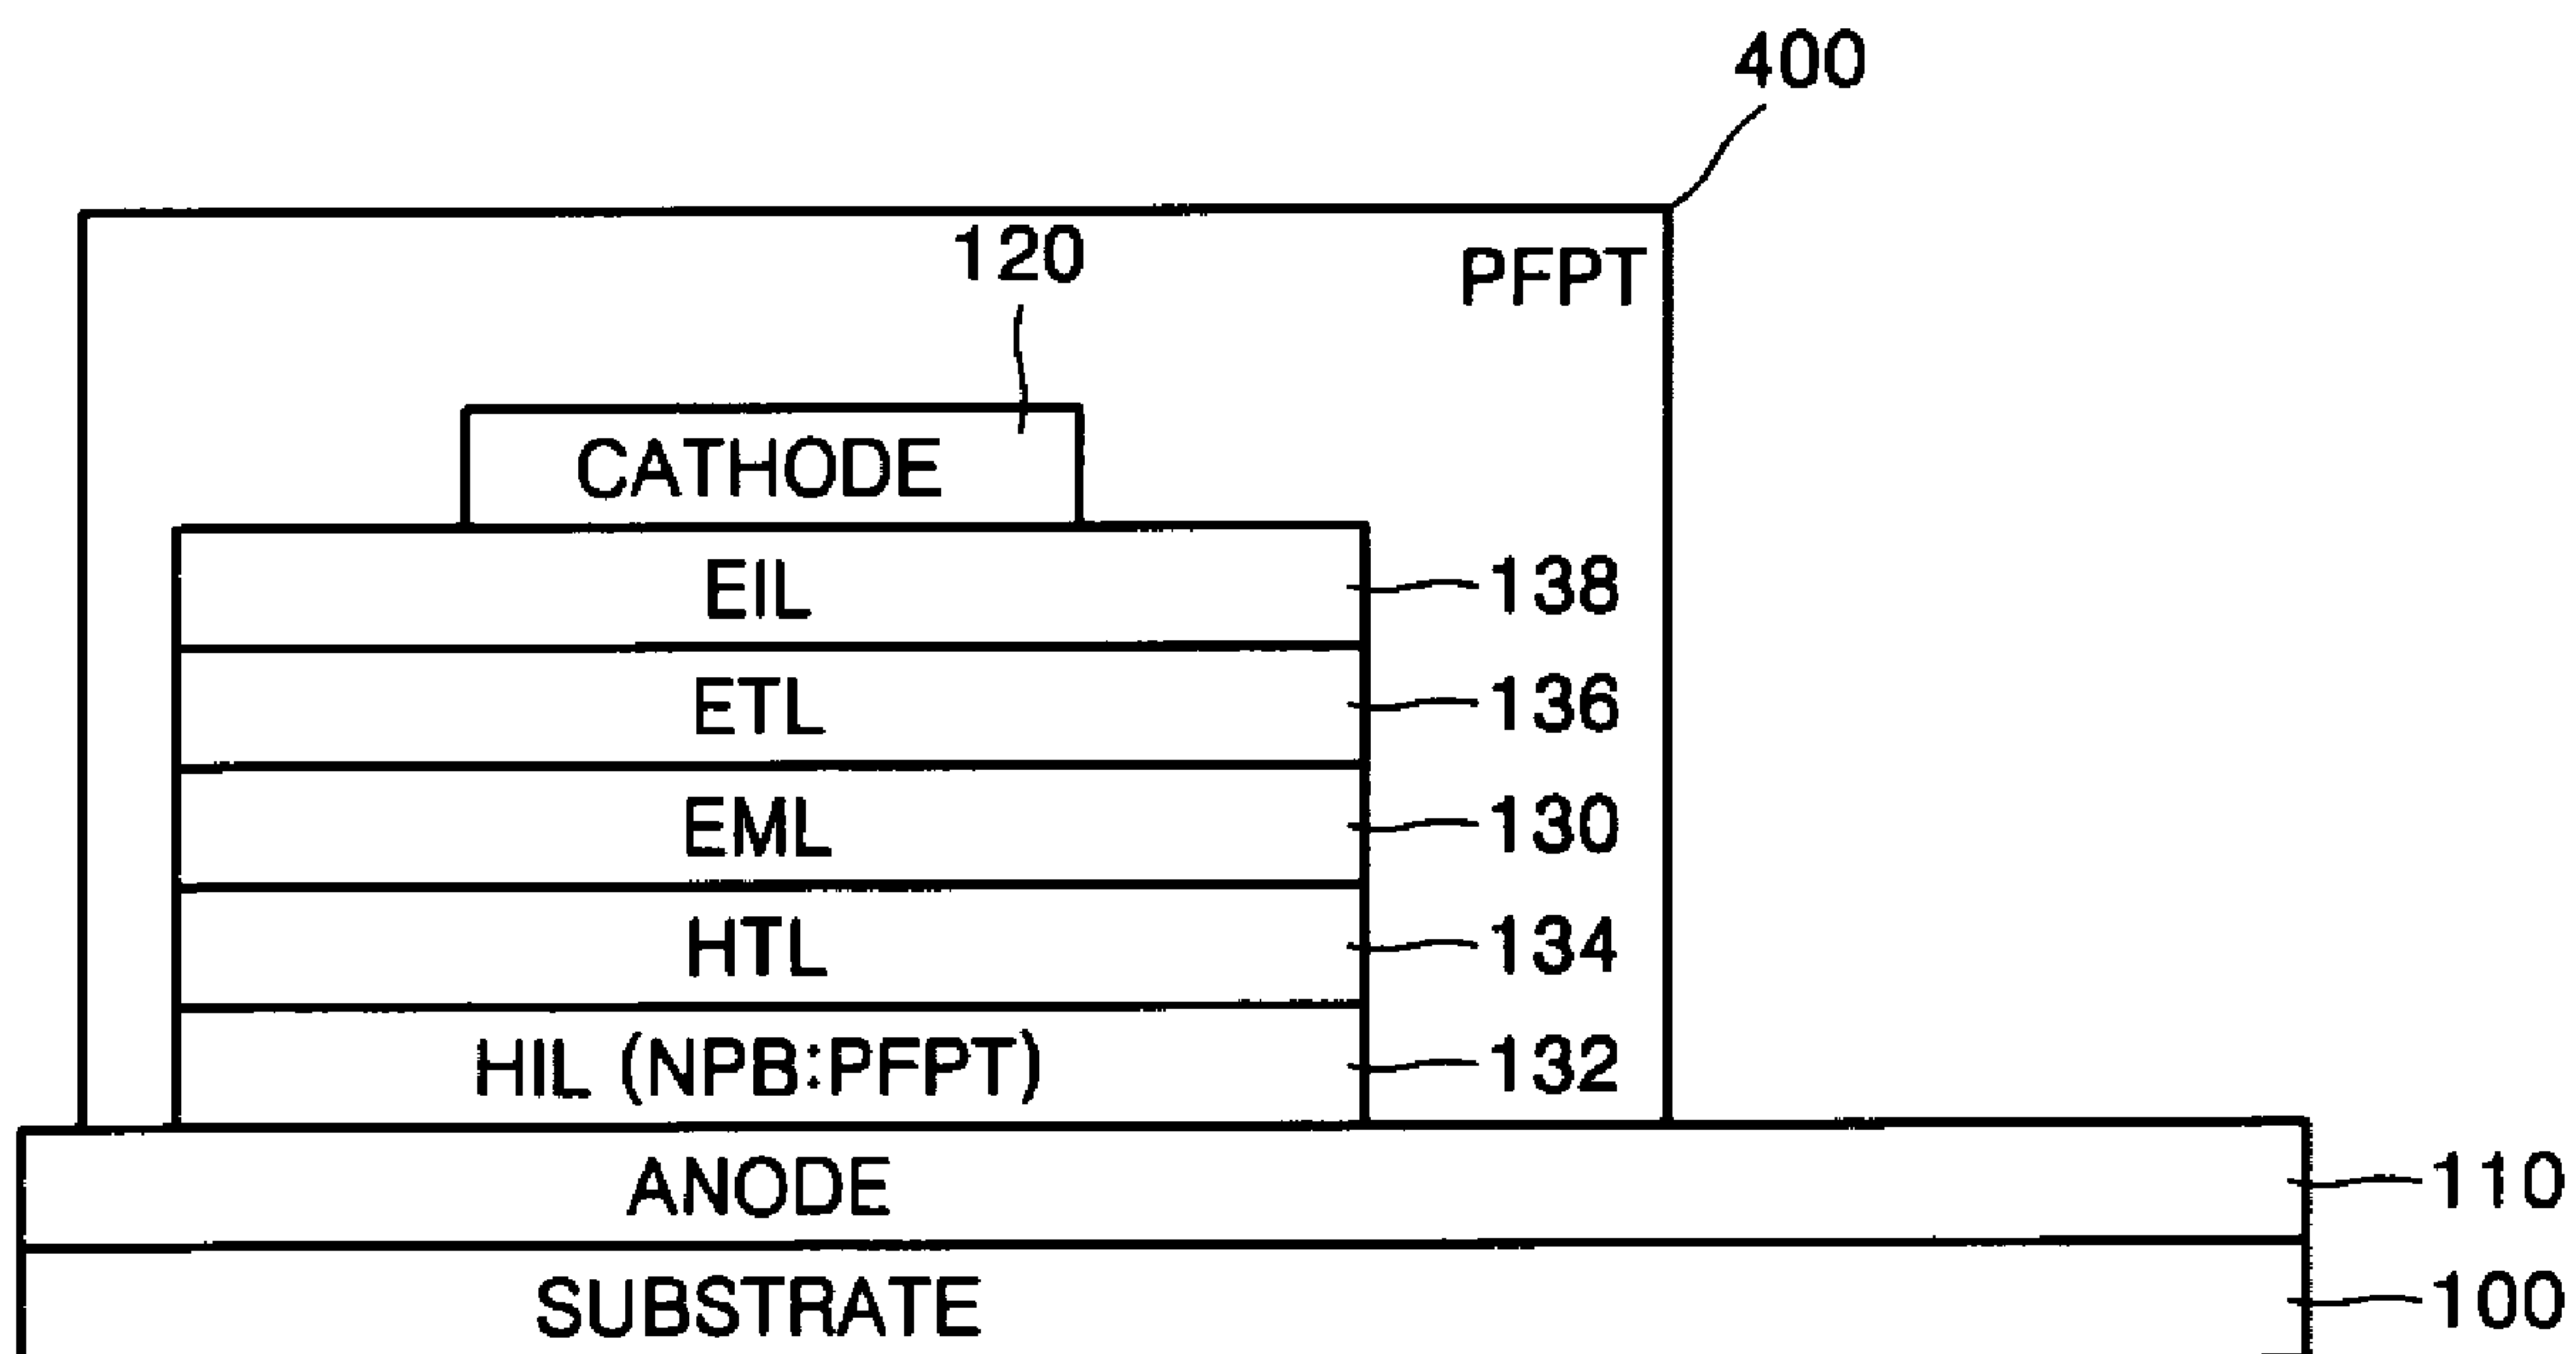 400
120
PFPT
CATHODE
EIL 138
ETL 136
EML 130
HTL 134
HIL (NPB:PFPT) 132
ANODE 110
SUBSTRATE 100